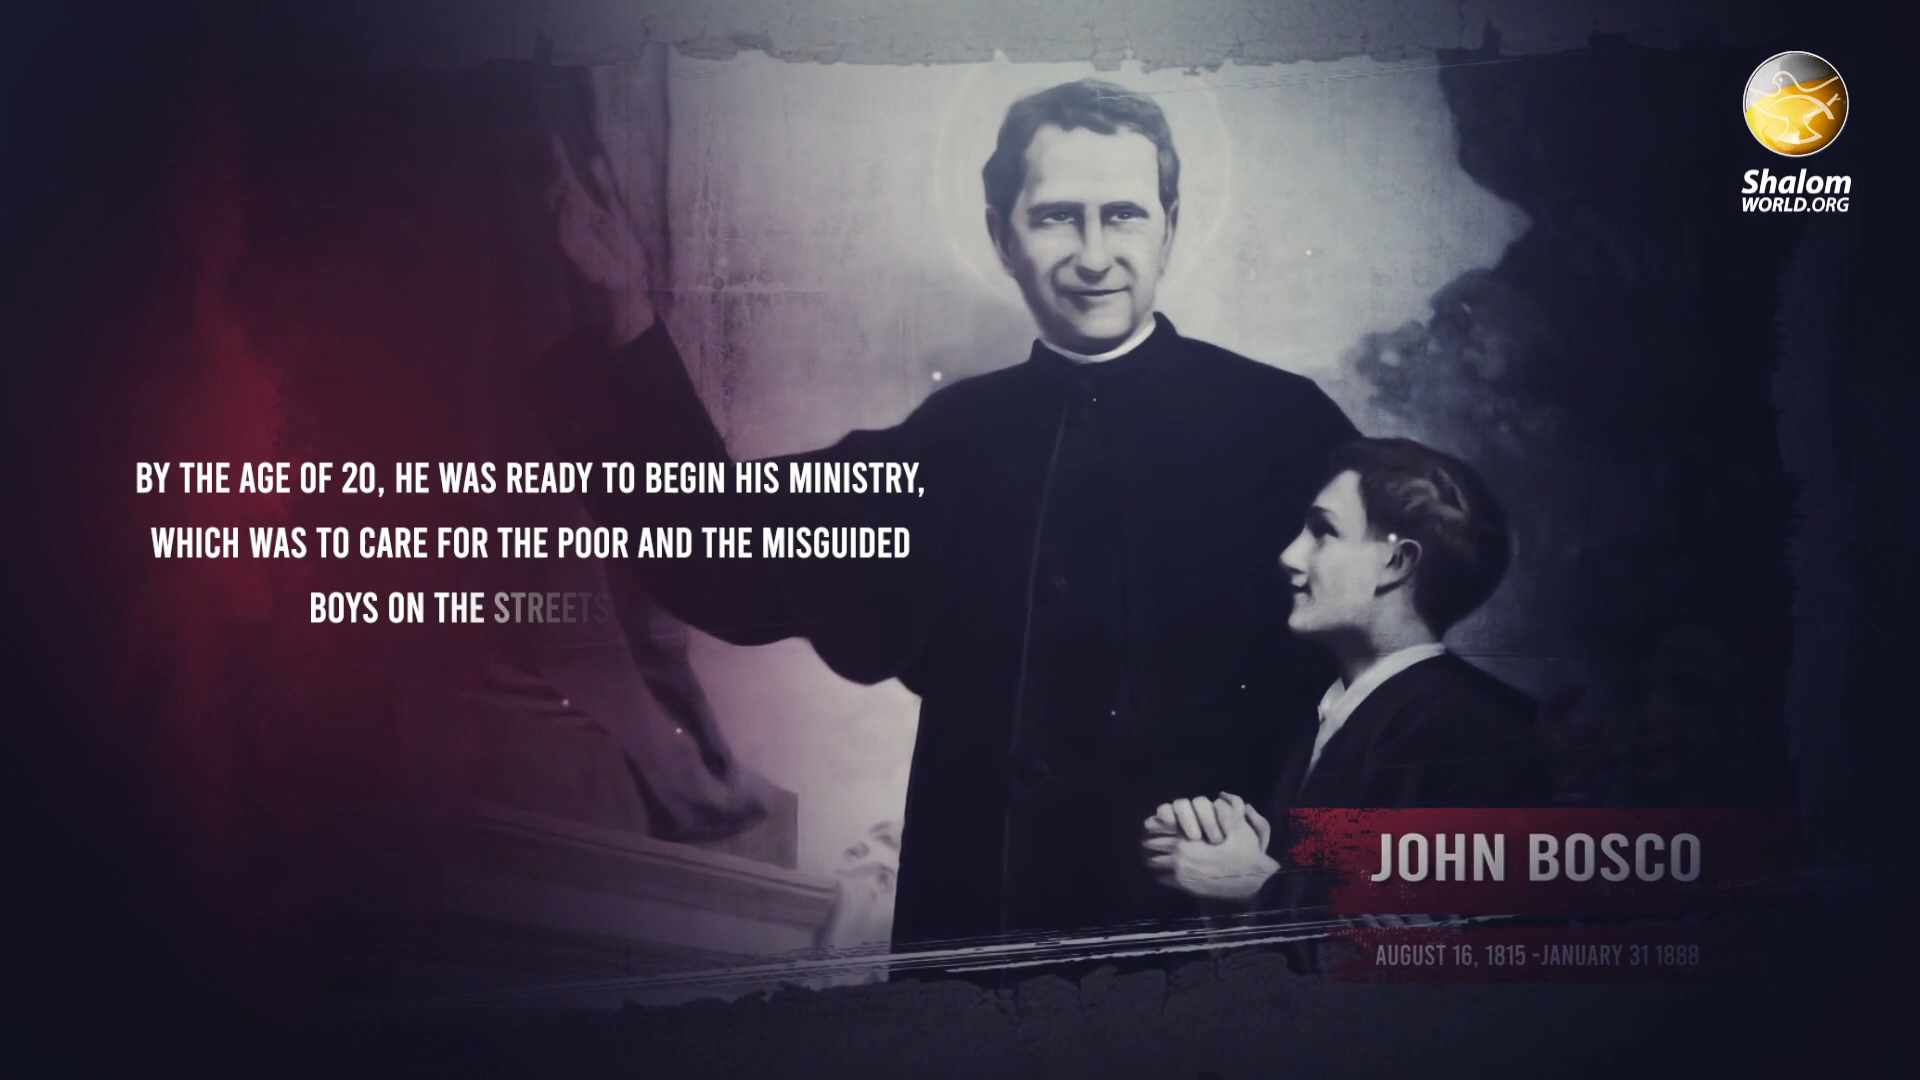 Shalom
WORLD.ORG
BY THE AGE OF 20, HE WAS READY TO BEGIN HIS MINISTRY,
WHICH WAS TO CARE FOR THE POOR AND THE MISGUIDED
BOYS ON THE STREETS
JOHN BOSCO
AUGUST 16, 1815 -JANUARY 31 1888